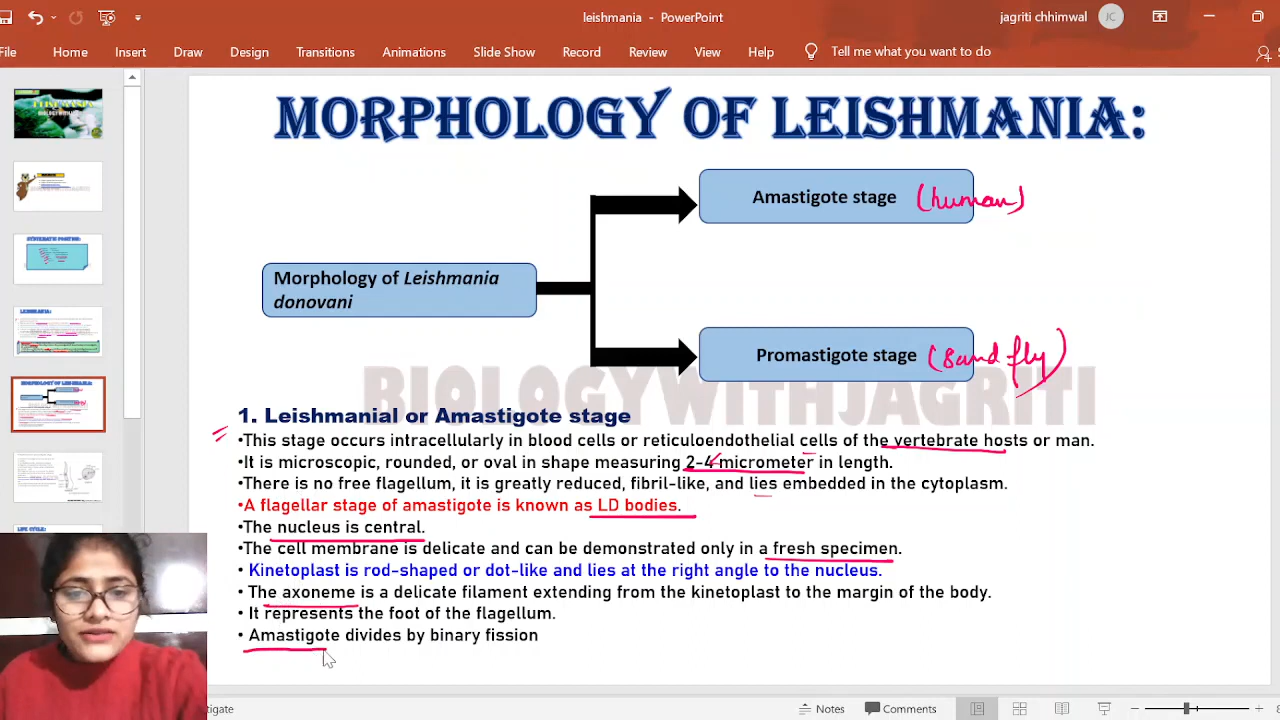 leishmania - PowerPoint
jagriti chhimwal
JC
File
Home
Insert
Draw
Design
Transitions
Animations
Slide Show
Record
Review
View
Help
Tell me what you want to do
MORPHOLOGY OF LEISHMANIA:
Amastigote stage (human)
Morphology of Leishmania
donovani
Promastigote stage (Sand fly)
BIOLOGYWITHJAGRITI
1. Leishmanial or Amastigote stage
•This stage occurs intracellularly in blood cells or reticuloendothelial cells of the vertebrate hosts or man.
•It is microscopic, rounded, or oval in shape measuring 2-4 micrometer in length.
•There is no free flagellum, it is greatly reduced, fibril-like, and lies embedded in the cytoplasm.
•A flagellar stage of amastigote is known as LD bodies.
•The nucleus is central.
•The cell membrane is delicate and can be demonstrated only in a fresh specimen.
• Kinetoplast is rod-shaped or dot-like and lies at the right angle to the nucleus.
• The axoneme is a delicate filament extending from the kinetoplast to the margin of the body.
• It represents the foot of the flagellum.
• Amastigote divides by binary fission
Notes
Comments